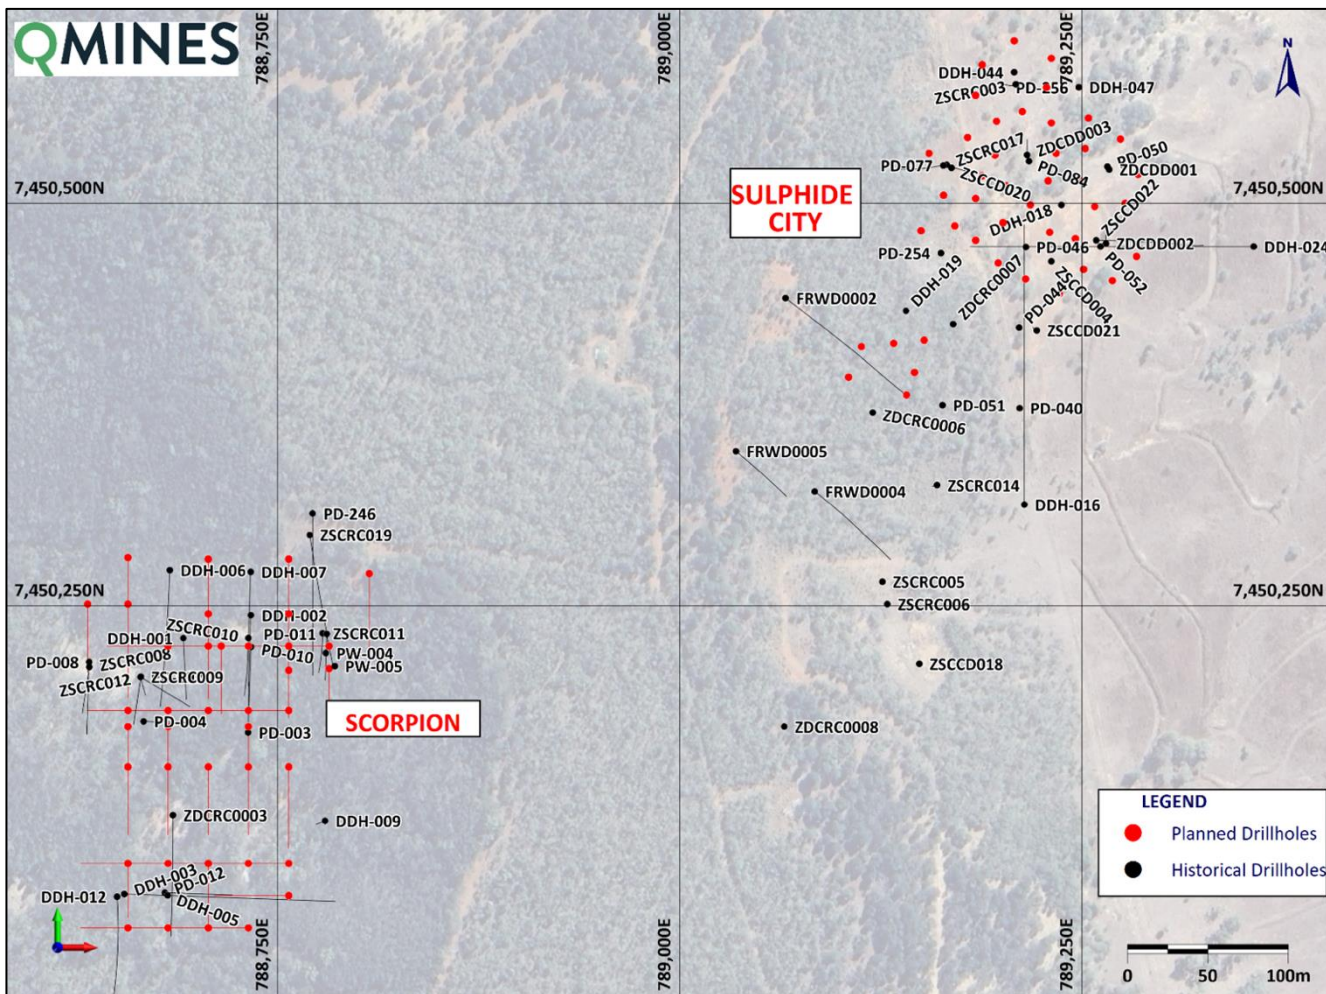 QMINES
788,750E
789,000E
789,250E
N
DDH-044
ZSCRC003
PD-256
DDH-047
ZSCRC017
ZDCDD003
PD-077
PD-050
ZDCDD001
PD-084
ZSCCD020
7,450,500N
7,450,500N
SULPHIDE
CITY
DDH-018
ZSCCD022
PD-254
PD-046
ZDCDD002
DDH-024
PD-052
DDH-019
ZDCRC0007
ZSCCD004
PD-044
FRWD0002
ZSCCD021
ZDCRC0006
PD-051
PD-040
FRWD0005
FRWD0004
ZSCRC014
DDH-016
PD-246
ZSCRC019
DDH-006
DDH-007
ZSCRC005
7,450,250N
7,450,250N
ZSCRC006
DDH-002
ZSCRC010
DDH-001
PD-011
ZSCRC011
PD-010
PW-004
PD-008
ZSCRC008
PW-005
ZSCCD018
ZSCRC012
ZSCRC009
PD-004
SCORPION
PD-003
ZDCRC0008
ZDCRC0003
DDH-009
LEGEND
Planned Drillholes
Historical Drillholes
DDH-012
DDH-003
PD-012
DDH-005
788,750E
789,000E
789,250E
0 50 100m